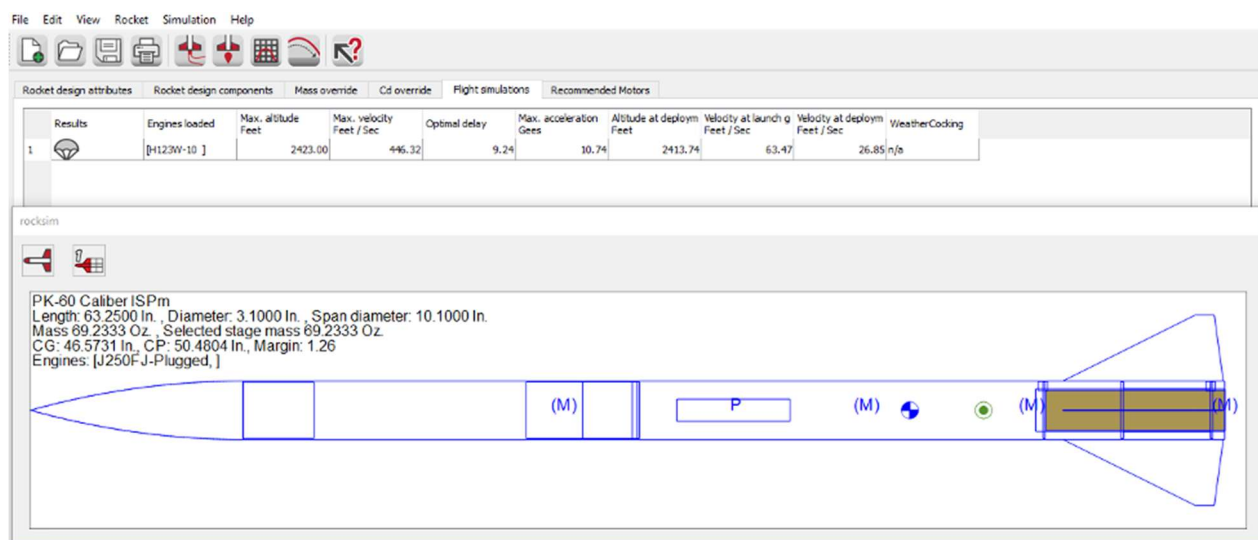 File Edit View Rocket Simulation Help
Rocket design attributes Rocket design components Mass override Cd override Flight simulations Recommended Motors
Results Engines loaded Max. altitude Feet Max. velocity Feet / Sec Optimal delay Max. acceleration Gees Altitude at deploym Feet Velocity at launch g Feet / Sec Velocity at deploym Feet / Sec WeatherCocking
1 [H123W-10 ] 2423.00 446.32 9.24 10.74 2413.74 63.47 26.85 n/a
rocksim
PK-60 Caliber ISPm
Length: 63.2500 In. , Diameter: 3.1000 In. , Span diameter: 10.1000 In.
Mass 69.2333 Oz. , Selected stage mass 69.2333 Oz.
CG: 46.5731 In., CP: 50.4804 In., Margin: 1.26
Engines: [J250FJ-Plugged, ]
(M) P (M) (M) (M)